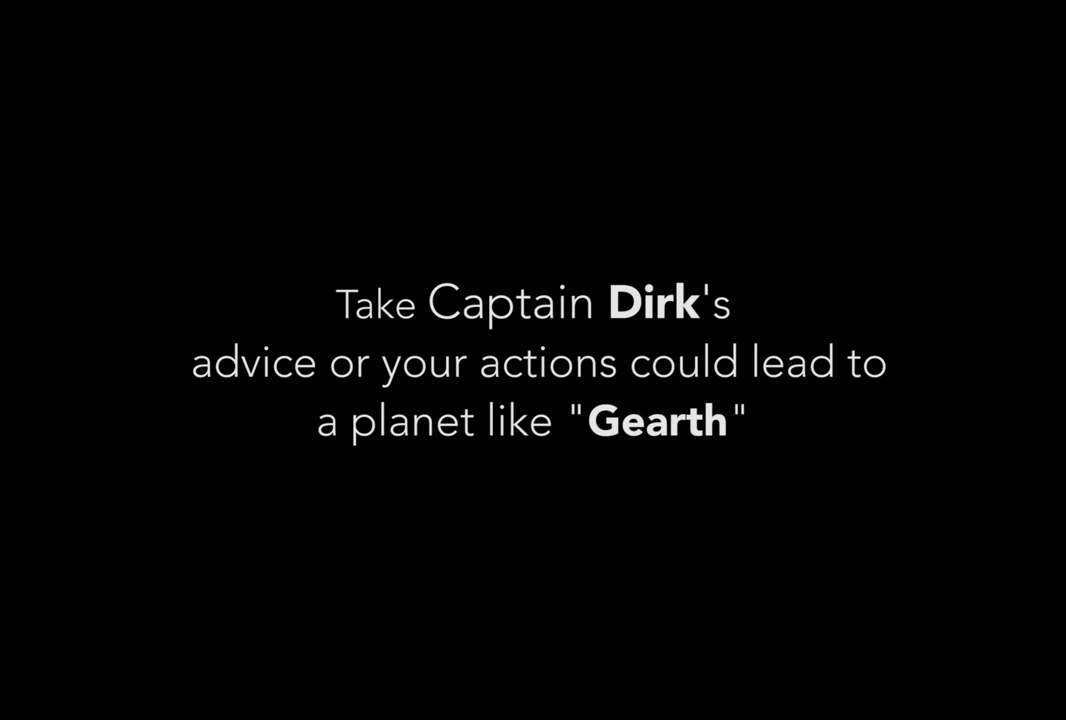 Take Captain Dirk's
advice or your actions could lead to
a planet like "Gearth"